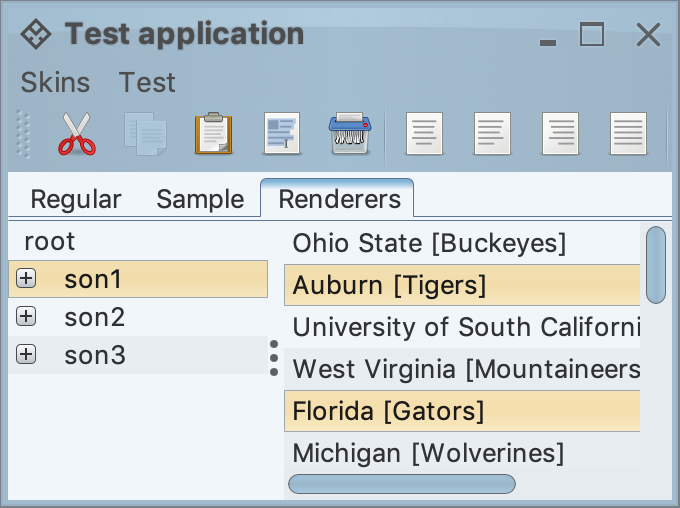 Test application
Skins Test
Regular Sample Renderers
root
son1
son2
son3
Ohio State [Buckeyes]
Auburn [Tigers]
University of South Californi
West Virginia [Mountaineers
Florida [Gators]
Michigan [Wolverines]